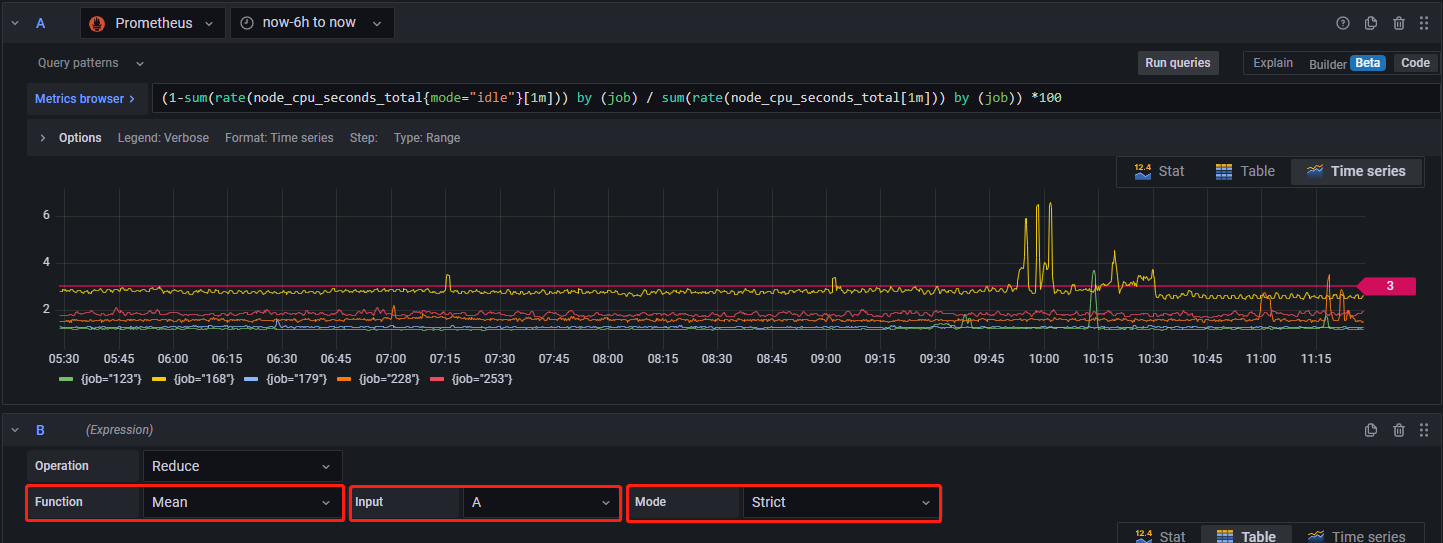 A Prometheus now-6h to now
Query patterns Run queries Explain Builder Beta Code
Metrics browser > (1-sum(rate(node_cpu_seconds_total{mode="idle"}[1m])) by (job) / sum(rate(node_cpu_seconds_total[1m])) by (job)) *100
> Options Legend: Verbose Format: Time series Step: Type: Range
12.4 Stat Table Time series
6
4
3
2
05:30 05:45 06:00 06:15 06:30 06:45 07:00 07:15 07:30 07:45 08:00 08:15 08:30 08:45 09:00 09:15 09:30 09:45 10:00 10:15 10:30 10:45 11:00 11:15
{job="123"} {job="168"} {job="179"} {job="228"} {job="253"}
B (Expression)
Operation Reduce
Function Mean Input A Mode Strict
12.4 Stat Table Time series